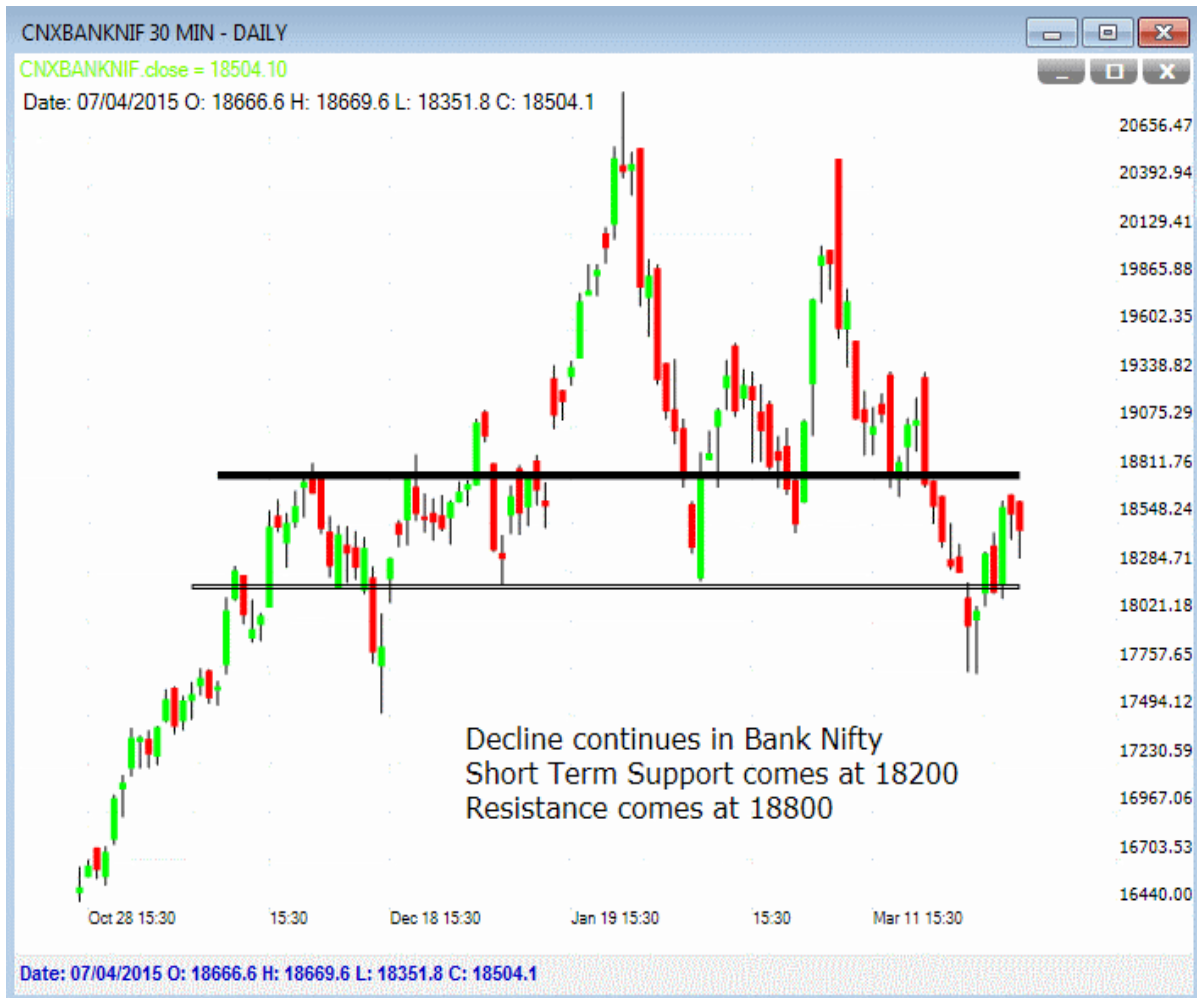 CNXBANKNIF 30 MIN - DAILY
CNXBANKNIF.close = 18504.10
Date: 07/04/2015 O: 18666.6 H: 18669.6 L: 18351.8 C: 18504.1
20656.47
20392.94
20129.41
19865.88
19602.35
19338.82
19075.29
18811.76
18548.24
18284.71
18021.18
17757.65
17494.12
17230.59
16967.06
16703.53
16440.00
Decline continues in Bank Nifty
Short Term Support comes at 18200
Resistance comes at 18800
Oct 28 15:30 15:30 Dec 18 15:30 Jan 19 15:30 15:30 Mar 11 15:30
Date: 07/04/2015 O: 18666.6 H: 18669.6 L: 18351.8 C: 18504.1